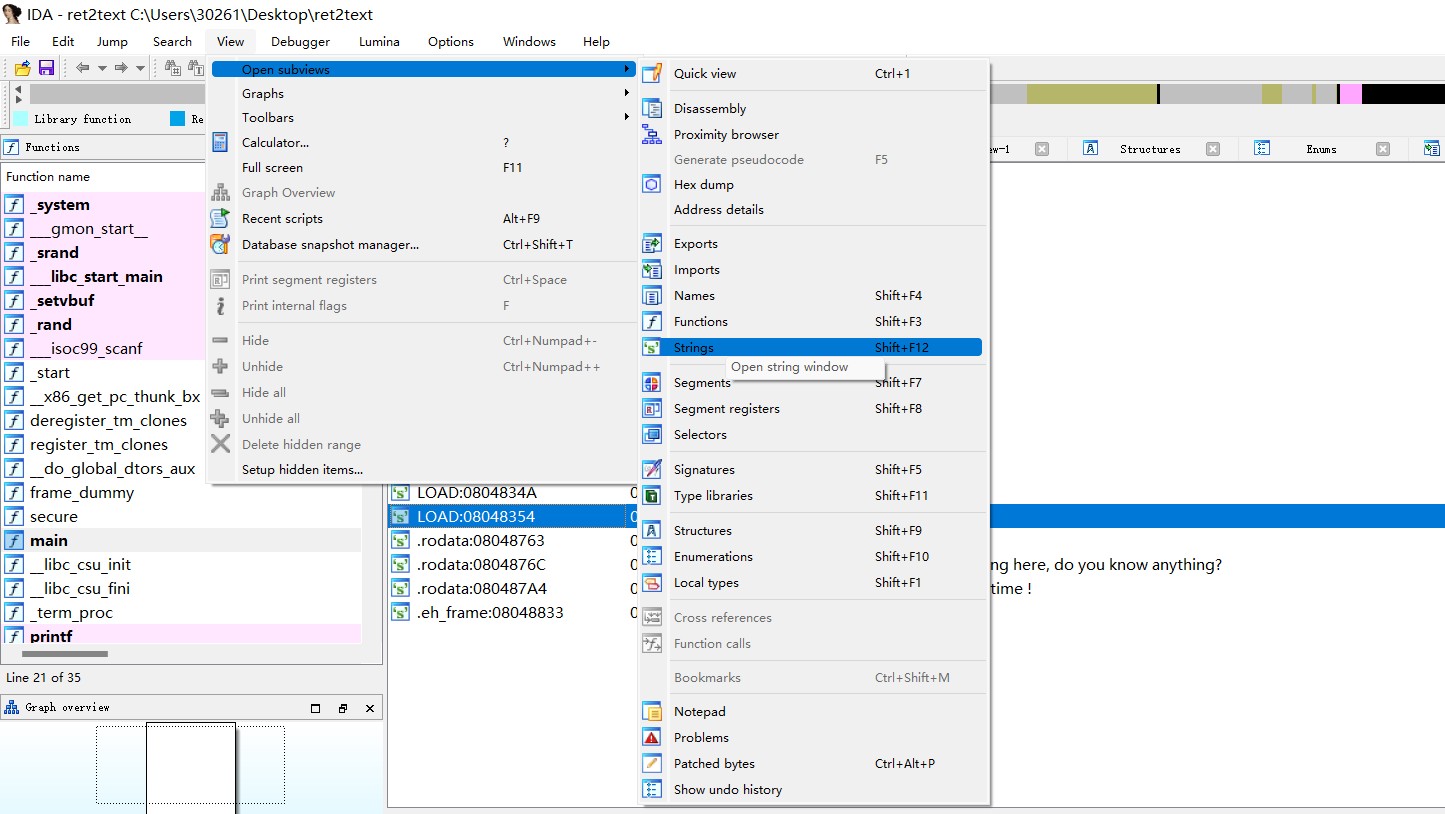 IDA - ret2text C:\Users\30261\Desktop\ret2text
File Edit Jump Search View Debugger Lumina Options Windows Help
Library function
Re
Functions
Function name
_system
___gmon_start__
_srand
___libc_start_main
_setvbuf
_rand
___isoc99_scanf
_start
__x86_get_pc_thunk_bx
deregister_tm_clones
register_tm_clones
__do_global_dtors_aux
frame_dummy
secure
main
__libc_csu_init
__libc_csu_fini
_term_proc
printf
Line 21 of 35
Graph overview
Open subviews
Graphs
Toolbars
Calculator... ?
Full screen F11
Graph Overview
Recent scripts Alt+F9
Database snapshot manager... Ctrl+Shift+T
Print segment registers Ctrl+Space
Print internal flags F
Hide Ctrl+Numpad+-
Unhide Ctrl+Numpad++
Hide all
Unhide all
Delete hidden range
Setup hidden items...
Quick view Ctrl+1
Disassembly
Proximity browser
Generate pseudocode F5
Hex dump
Address details
Exports
Imports
Names Shift+F4
Functions Shift+F3
Strings Shift+F12
Open string window
Segments Shift+F7
Segment registers Shift+F8
Selectors
Signatures Shift+F5
Type libraries Shift+F11
Structures Shift+F9
Enumerations Shift+F10
Local types Shift+F1
Cross references
Function calls
Bookmarks Ctrl+Shift+M
Notepad
Problems
Patched bytes Ctrl+Alt+P
Show undo history
ew-1 Structures Enums
LOAD:0804834A
LOAD:08048354
.rodata:08048763
.rodata:0804876C ng here, do you know anything?
.rodata:080487A4 time !
.eh_frame:08048833